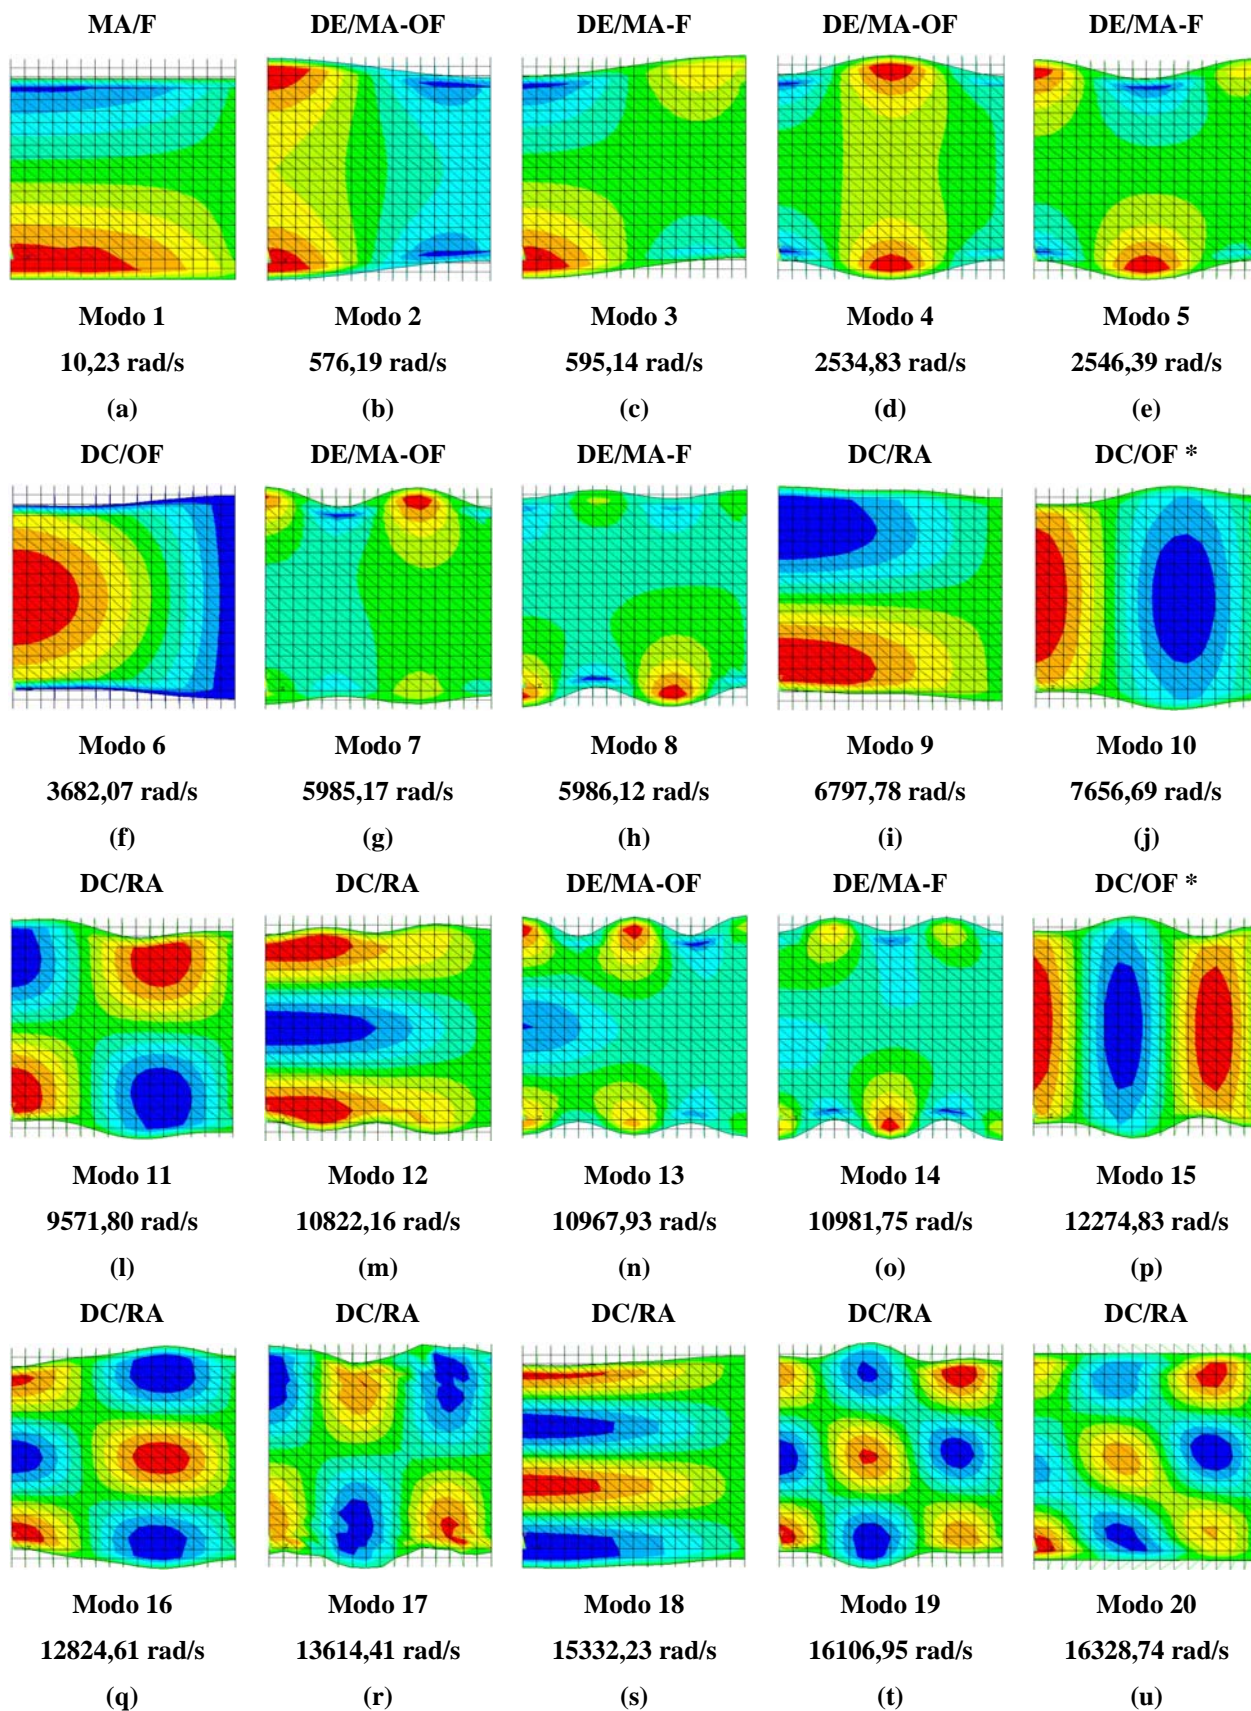 MA/F DE/MA-OF DE/MA-F DE/MA-OF DE/MA-F
Modo 1 Modo 2 Modo 3 Modo 4 Modo 5
10,23 rad/s 576,19 rad/s 595,14 rad/s 2534,83 rad/s 2546,39 rad/s
(a) (b) (c) (d) (e)
DC/OF DE/MA-OF DE/MA-F DC/RA DC/OF *
Modo 6 Modo 7 Modo 8 Modo 9 Modo 10
3682,07 rad/s 5985,17 rad/s 5986,12 rad/s 6797,78 rad/s 7656,69 rad/s
(f) (g) (h) (i) (j)
DC/RA DC/RA DE/MA-OF DE/MA-F DC/OF *
Modo 11 Modo 12 Modo 13 Modo 14 Modo 15
9571,80 rad/s 10822,16 rad/s 10967,93 rad/s 10981,75 rad/s 12274,83 rad/s
(l) (m) (n) (o) (p)
DC/RA DC/RA DC/RA DC/RA DC/RA
Modo 16 Modo 17 Modo 18 Modo 19 Modo 20
12824,61 rad/s 13614,41 rad/s 15332,23 rad/s 16106,95 rad/s 16328,74 rad/s
(q) (r) (s) (t) (u)